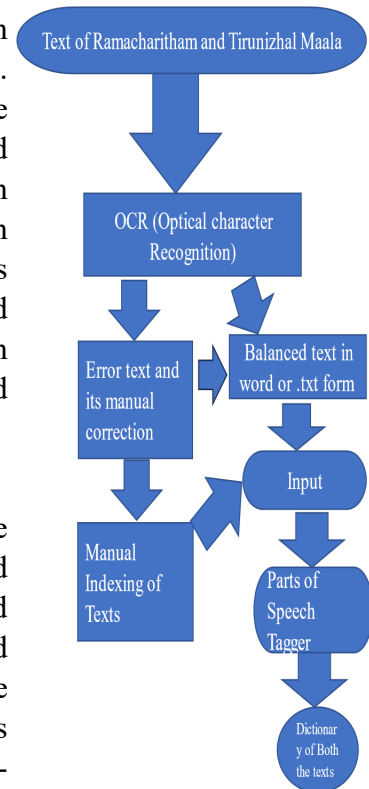 Text of Ramacharitham and Tirunizhal Maala
OCR (Optical character
Recognition)
Error text and
its manual
correction
Balanced text in
word or .txt form
Input
Manual
Indexing of
Texts
Parts of
Speech
Tagger
Dictionar
y of Both
the texts